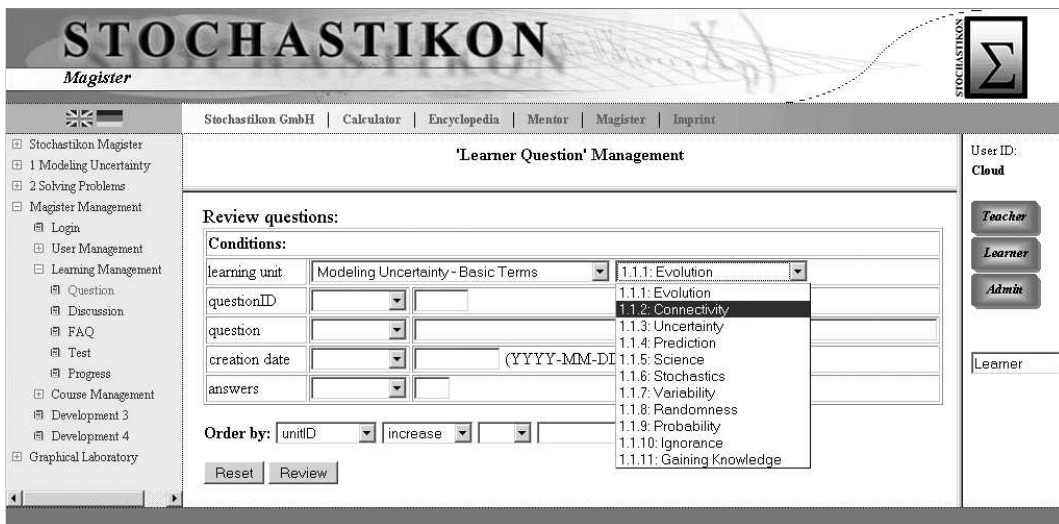 STOCHASTIKON
Magister
STOCHASTIKON
Σ
Stochastikon GmbH | Calculator | Encyclopedia | Mentor | Magister | Imprint
Stochastikon Magister
1 Modeling Uncertainty
2 Solving Problems
Magister Management
Login
User Management
Learning Management
Question
Discussion
FAQ
Test
Progress
Course Management
Development 3
Development 4
Graphical Laboratory
'Learner Question' Management
Review questions:
Conditions:
learning unit Modeling Uncertainty - Basic Terms 1.1.1: Evolution
questionID
question
creation date (YYYY-MM-DD
answers
1.1.1: Evolution
1.1.2: Connectivity
1.1.3: Uncertainty
1.1.4: Prediction
1.1.5: Science
1.1.6: Stochastics
1.1.7: Variability
1.1.8: Randomness
1.1.9: Probability
1.1.10: Ignorance
1.1.11: Gaining Knowledge
Order by: unitID increase
Reset Review
User ID:
Cloud
Teacher
Learner
Admin
Learner